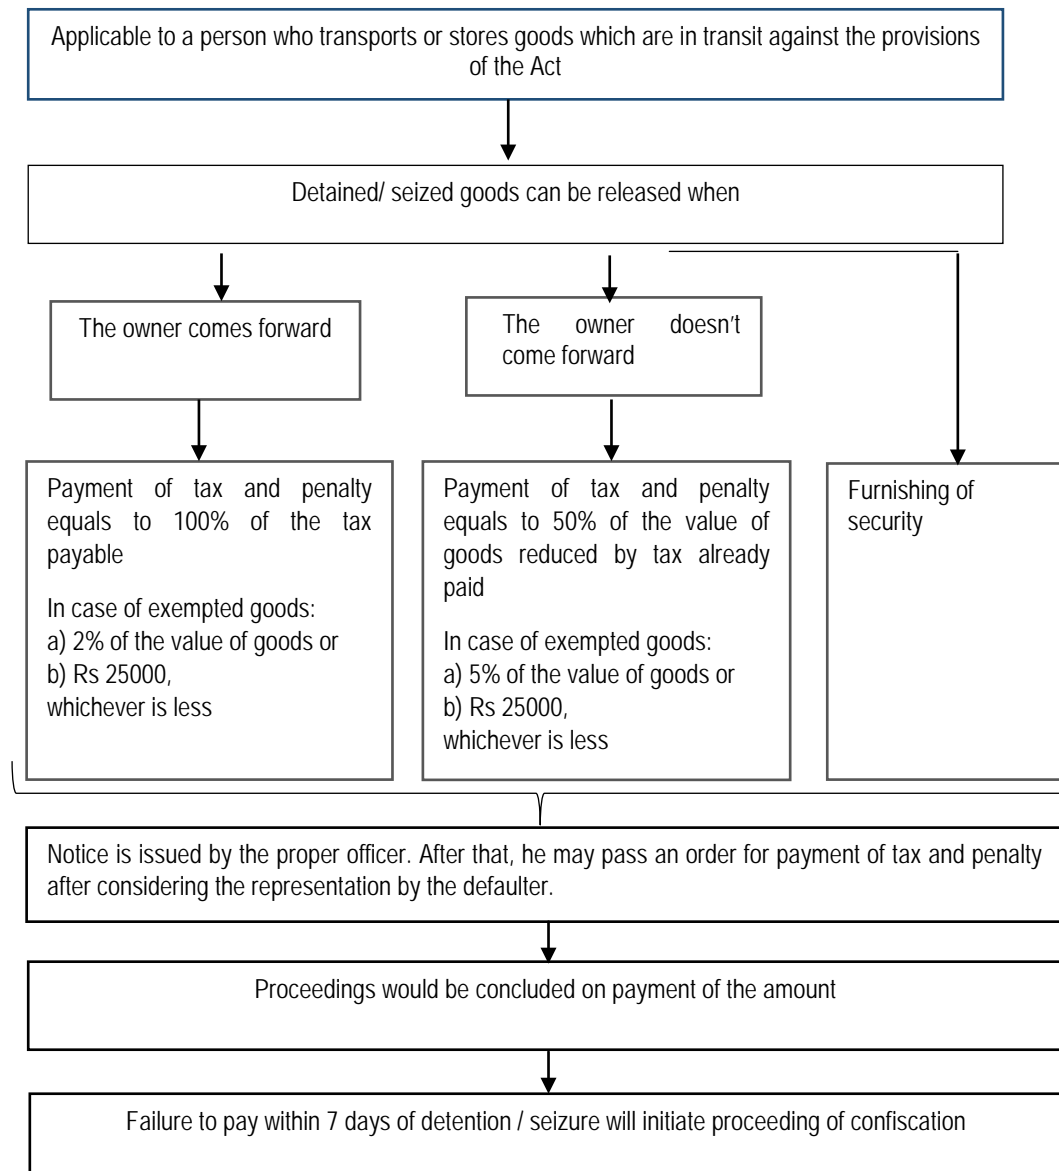 Applicable to a person who transports or stores goods which are in transit against the provisions
of the Act
Detained/ seized goods can be released when
The owner comes forward
The owner doesn't
come forward
Payment of tax and penalty
equals to 100% of the tax
payable
In case of exempted goods:
a) 2% of the value of goods or
b) Rs 25000,
whichever is less
Payment of tax and penalty
equals to 50% of the value of
goods reduced by tax already
paid
In case of exempted goods:
a) 5% of the value of goods or
b) Rs 25000,
whichever is less
Furnishing of
security
Notice is issued by the proper officer. After that, he may pass an order for payment of tax and penalty
after considering the representation by the defaulter.
Proceedings would be concluded on payment of the amount
Failure to pay within 7 days of detention / seizure will initiate proceeding of confiscation